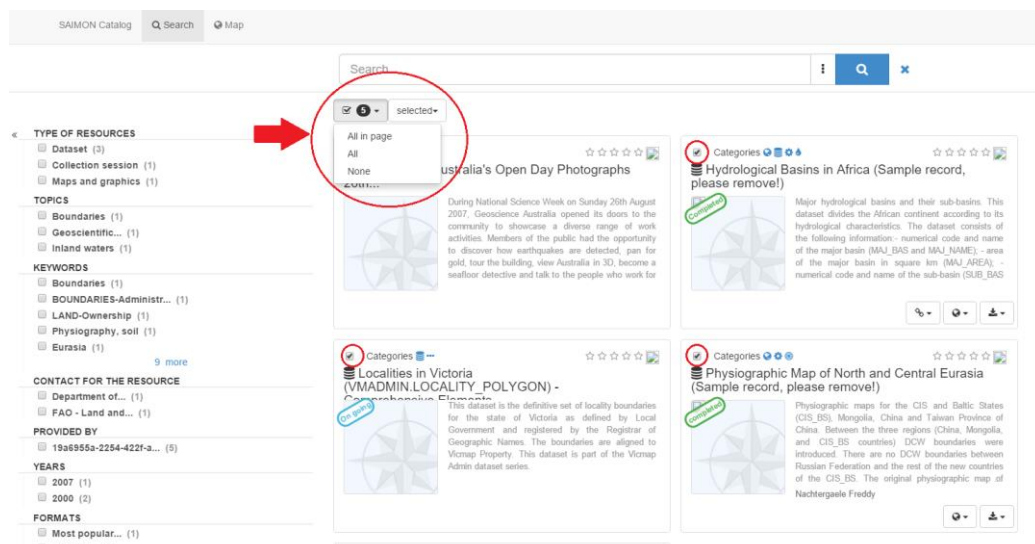 SAIMON Catalog Search Map
Search
5 selected
All in page
All
None
«
TYPE OF RESOURCES
Dataset (3)
Collection session (1)
Maps and graphics (1)
TOPICS
Boundaries (1)
Geoscientific... (1)
Inland waters (1)
KEYWORDS
Boundaries (1)
BOUNDARIES-Administr... (1)
LAND-Ownership (1)
Physiography, soil (1)
Eurasia (1)
9 more
CONTACT FOR THE RESOURCE
Department of... (1)
FAO - Land and... (1)
PROVIDED BY
19a6955a-2254-422f-a... (5)
YEARS
2007 (1)
2000 (2)
FORMATS
Most popular... (1)
ustralia's Open Day Photographs
26th...
During National Science Week on Sunday 26th August
2007, Geoscience Australia opened its doors to the
community to showcase a diverse range of work
activities. Members of the public had the opportunity
to discover how earthquakes are detected, pan for
gold, tour the building, view Australia in 3D, become a
seafloor detective and talk to the people who work for
Categories
Hydrological Basins in Africa (Sample record,
please remove!)
Completed
Major hydrological basins and their sub-basins. This
dataset divides the African continent according to its
hydrological characteristics. The dataset consists of
the following information:- numerical code and name
of the major basin (MAJ_BAS and MAJ_NAME); - area
of the major basin in square km (MAJ_AREA); -
numerical code and name of the sub-basin (SUB_BAS
Categories
Localities in Victoria
(VMADMIN.LOCALITY_POLYGON) -
Comprehensive Elements
On going
This dataset is the definitive set of locality boundaries
for the state of Victoria as defined by Local
Government and registered by the Registrar of
Geographic Names. The boundaries are aligned to
Vicmap Property. This dataset is part of the Vicmap
Admin dataset series.
Categories
Physiographic Map of North and Central Eurasia
(Sample record, please remove!)
completed
Physiographic maps for the CIS and Baltic States
(CIS_BS), Mongolia, China and Taiwan Province of
China. Between the three regions (China, Mongolia,
and CIS_BS countries) DCW boundaries were
introduced. There are no DCW boundaries between
Russian Federation and the rest of the new countries
of the CIS_BS. The original physiographic map of
Nachtergaele Freddy